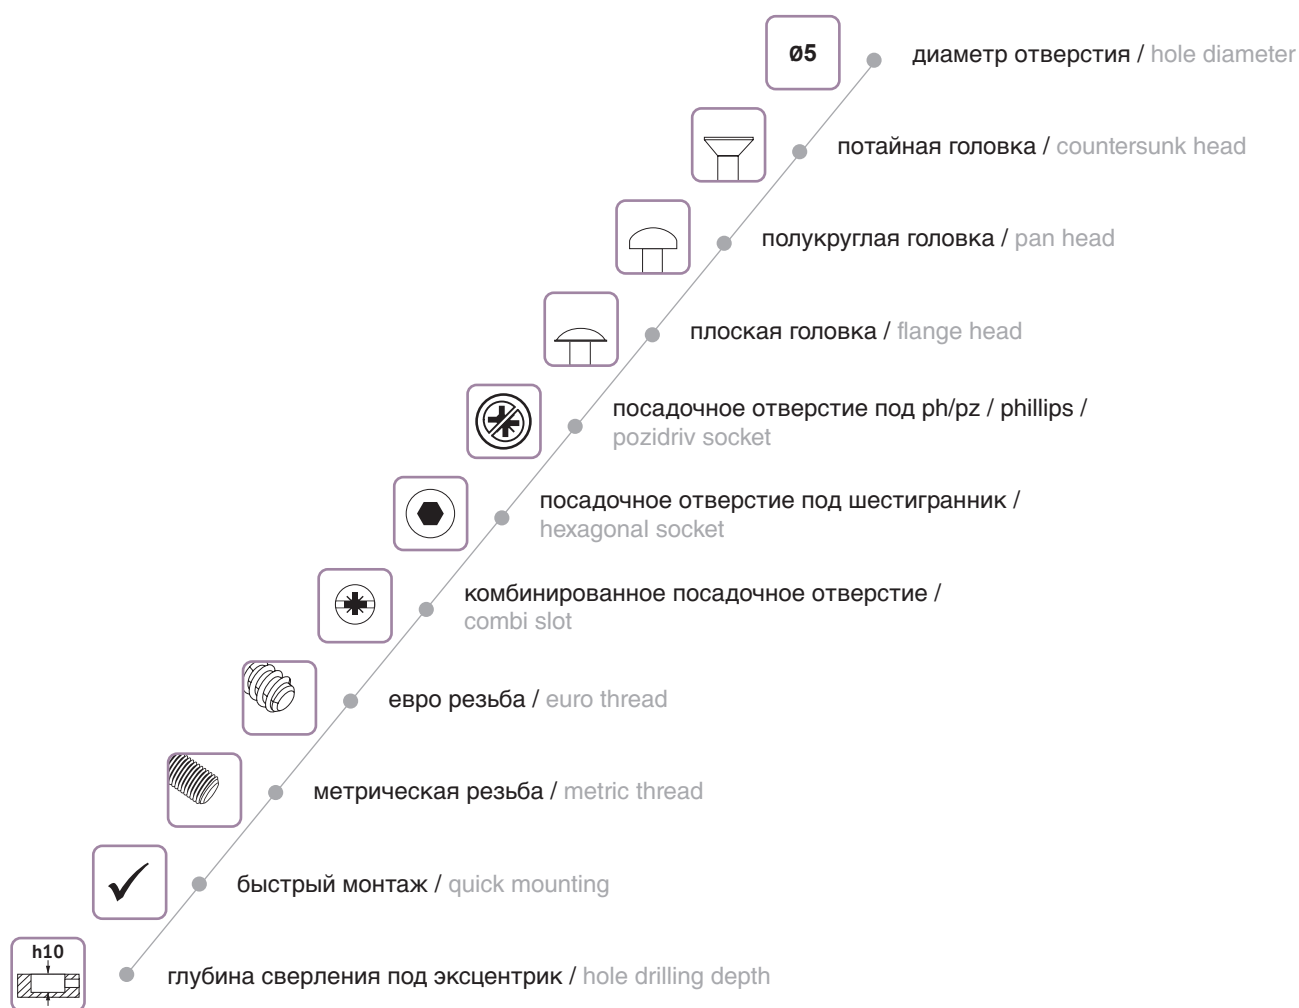 Ø5
диаметр отверстия / hole diameter
потайная головка / countersunk head
полукруглая головка / pan head
плоская головка / flange head
посадочное отверстие под ph/pz / phillips /
pozidriv socket
посадочное отверстие под шестигранник /
hexagonal socket
комбинированное посадочное отверстие /
combi slot
евро резьба / euro thread
метрическая резьба / metric thread
быстрый монтаж / quick mounting
h10
глубина сверления под эксцентрик / hole drilling depth